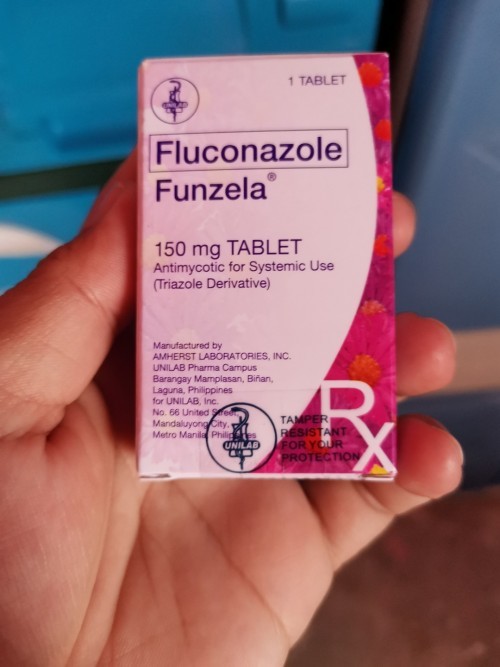 UNILAB
1 TABLET
Fluconazole
Funzela®
150 mg TABLET
Antimycotic for Systemic Use
(Triazole Derivative)
Manufactured by
AMHERST LABORATORIES, INC.
UNILAB Pharma Campus
Barangay Mamplasan, Biñan,
Laguna, Philippines
for UNILAB, Inc.
No. 66 United Street
Mandaluyong City,
Metro Manila, Philippines
UNILAB
TAMPER
RESISTANT
FOR YOUR
PROTECTION
Rx